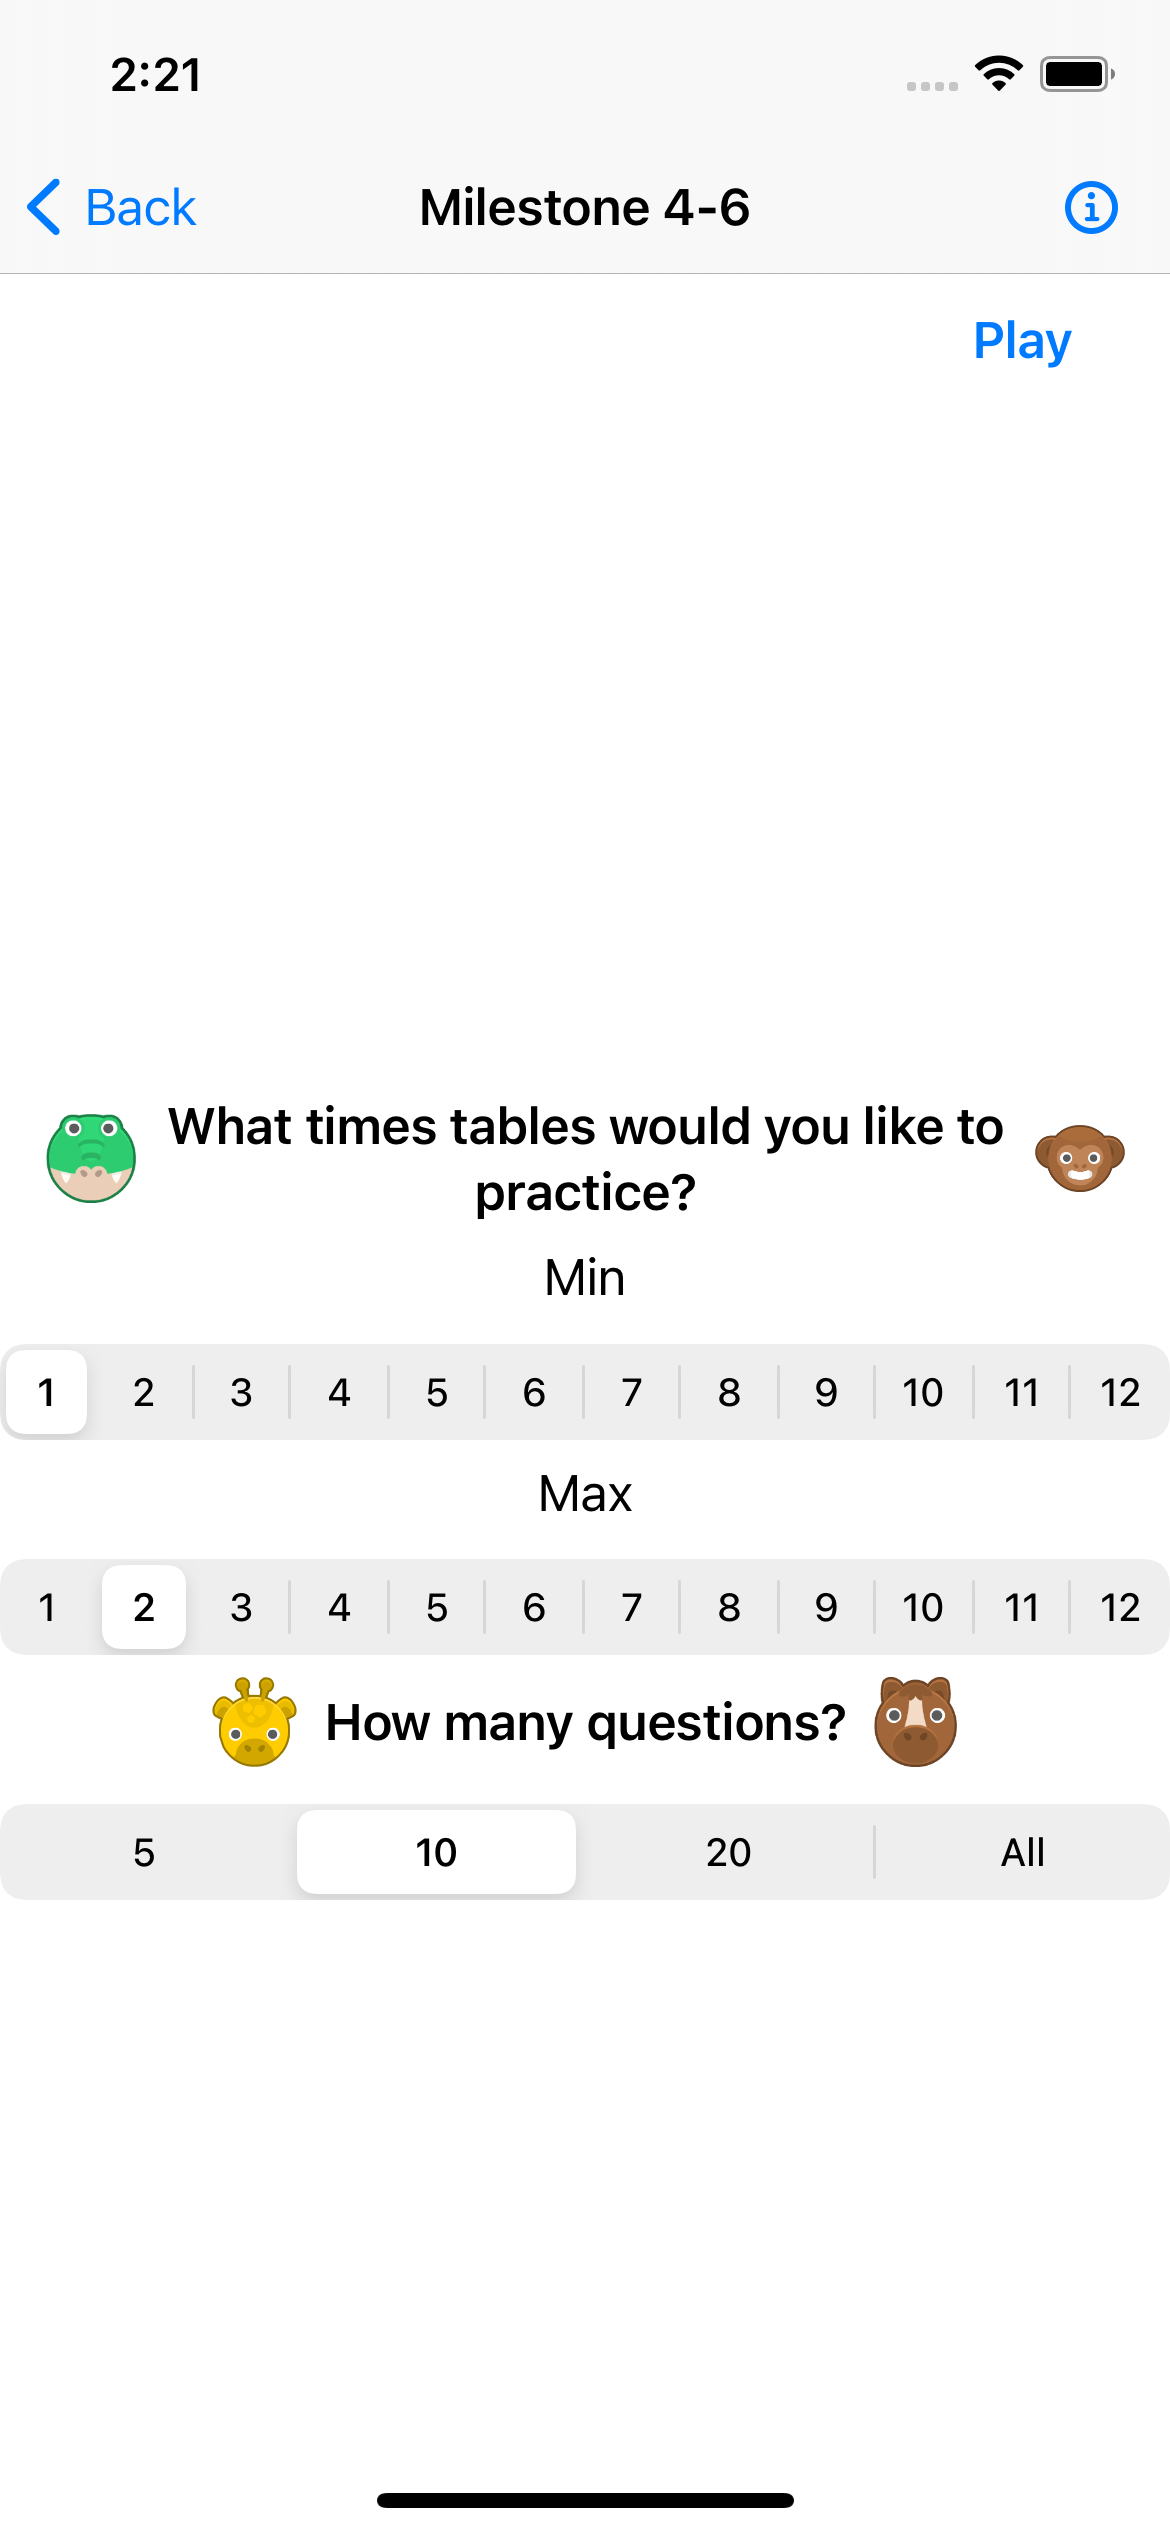 2:21
Back
Milestone 4-6
Play
What times tables would you like to
practice?
Min
1 2 3 4 5 6 7 8 9 10 11 12
Max
1 2 3 4 5 6 7 8 9 10 11 12
How many questions?
5 10 20 All